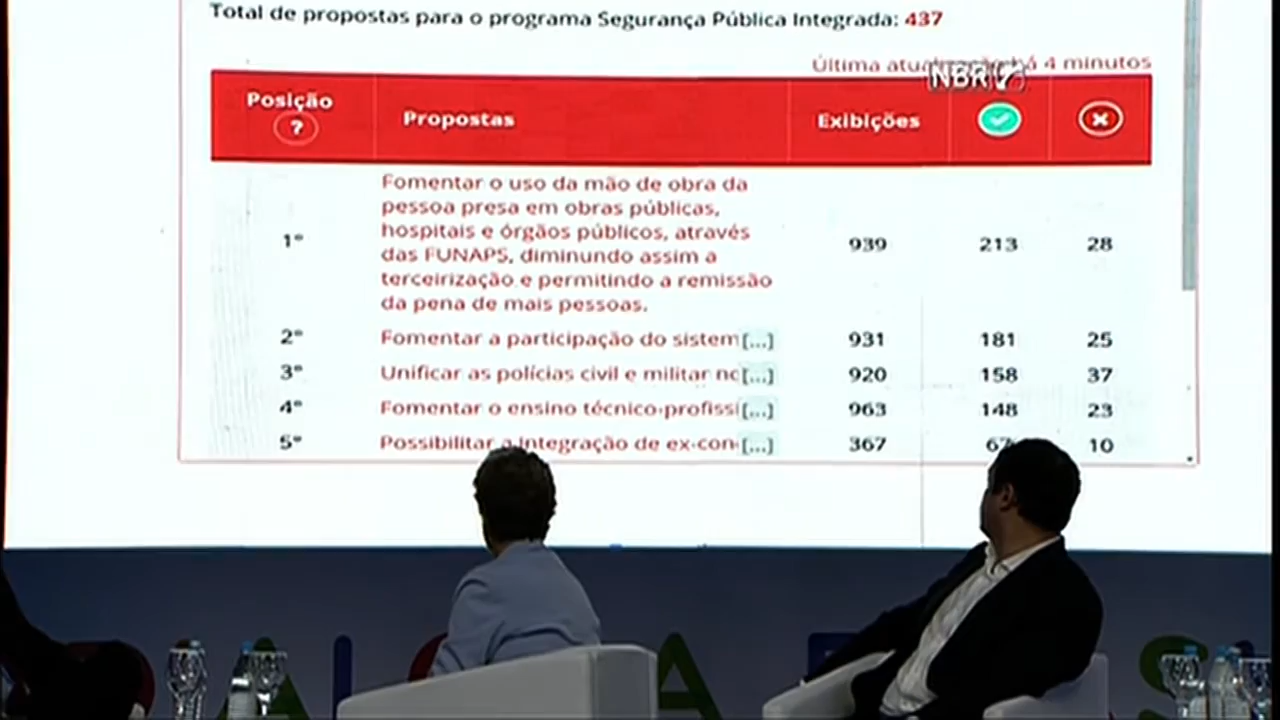 Total de propostas para o programa Segurança Pública Integrada: 437
Última há 4 minutos
NBR
Posição Propostas Exibições
?
Fomentar o uso da mão de obra da
pessoa presa em obras públicas,
hospitais e órgãos públicos, através
1º 939 213 28
das FUNAPS, diminundo assim a
terceirização e permitindo a remissão
da pena de mais pessoas.
2º Fomentar a participação do sistem[...] 931 181 25
3º Unificar as polícias civil e militar no[...] 920 158 37
4º Fomentar o ensino técnico-profissi[...] 963 148 23
5º Possibilitar a integração de ex-con[...] 367 67 10